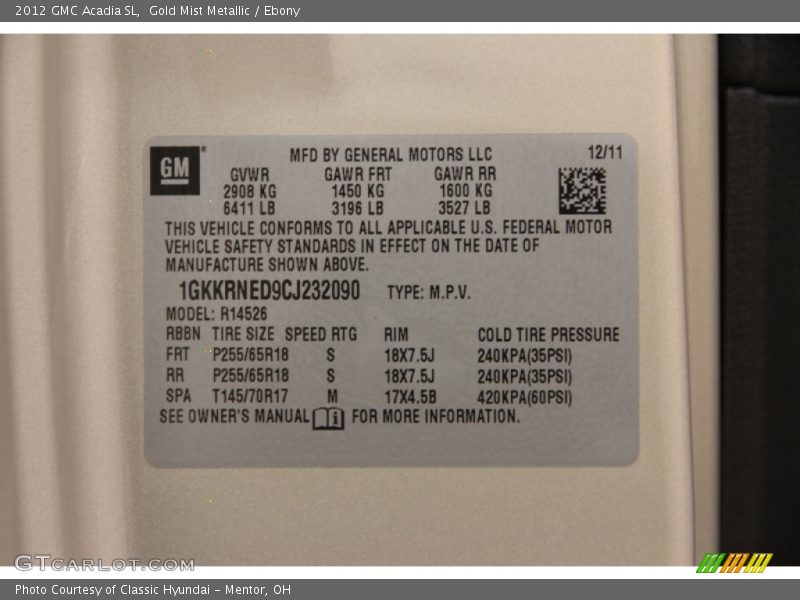 2012 GMC Acadia SL, Gold Mist Metallic / Ebony
GM
MFD BY GENERAL MOTORS LLC 12/11
GVWR GAWR FRT GAWR RR
2908 KG 1450 KG 1600 KG
6411 LB 3196 LB 3527 LB
THIS VEHICLE CONFORMS TO ALL APPLICABLE U.S. FEDERAL MOTOR
VEHICLE SAFETY STANDARDS IN EFFECT ON THE DATE OF
MANUFACTURE SHOWN ABOVE.
1GKKRNED9CJ232090 TYPE: M.P.V.
MODEL: R14526
RBBN TIRE SIZE SPEED RTG RIM COLD TIRE PRESSURE
FRT P255/65R18 S 18X7.5J 240KPA(35PSI)
RR P255/65R18 S 18X7.5J 240KPA(35PSI)
SPA T145/70R17 M 17X4.5B 420KPA(60PSI)
SEE OWNER'S MANUAL FOR MORE INFORMATION.
GTCARLOT.COM
Photo Courtesy of Classic Hyundai - Mentor, OH